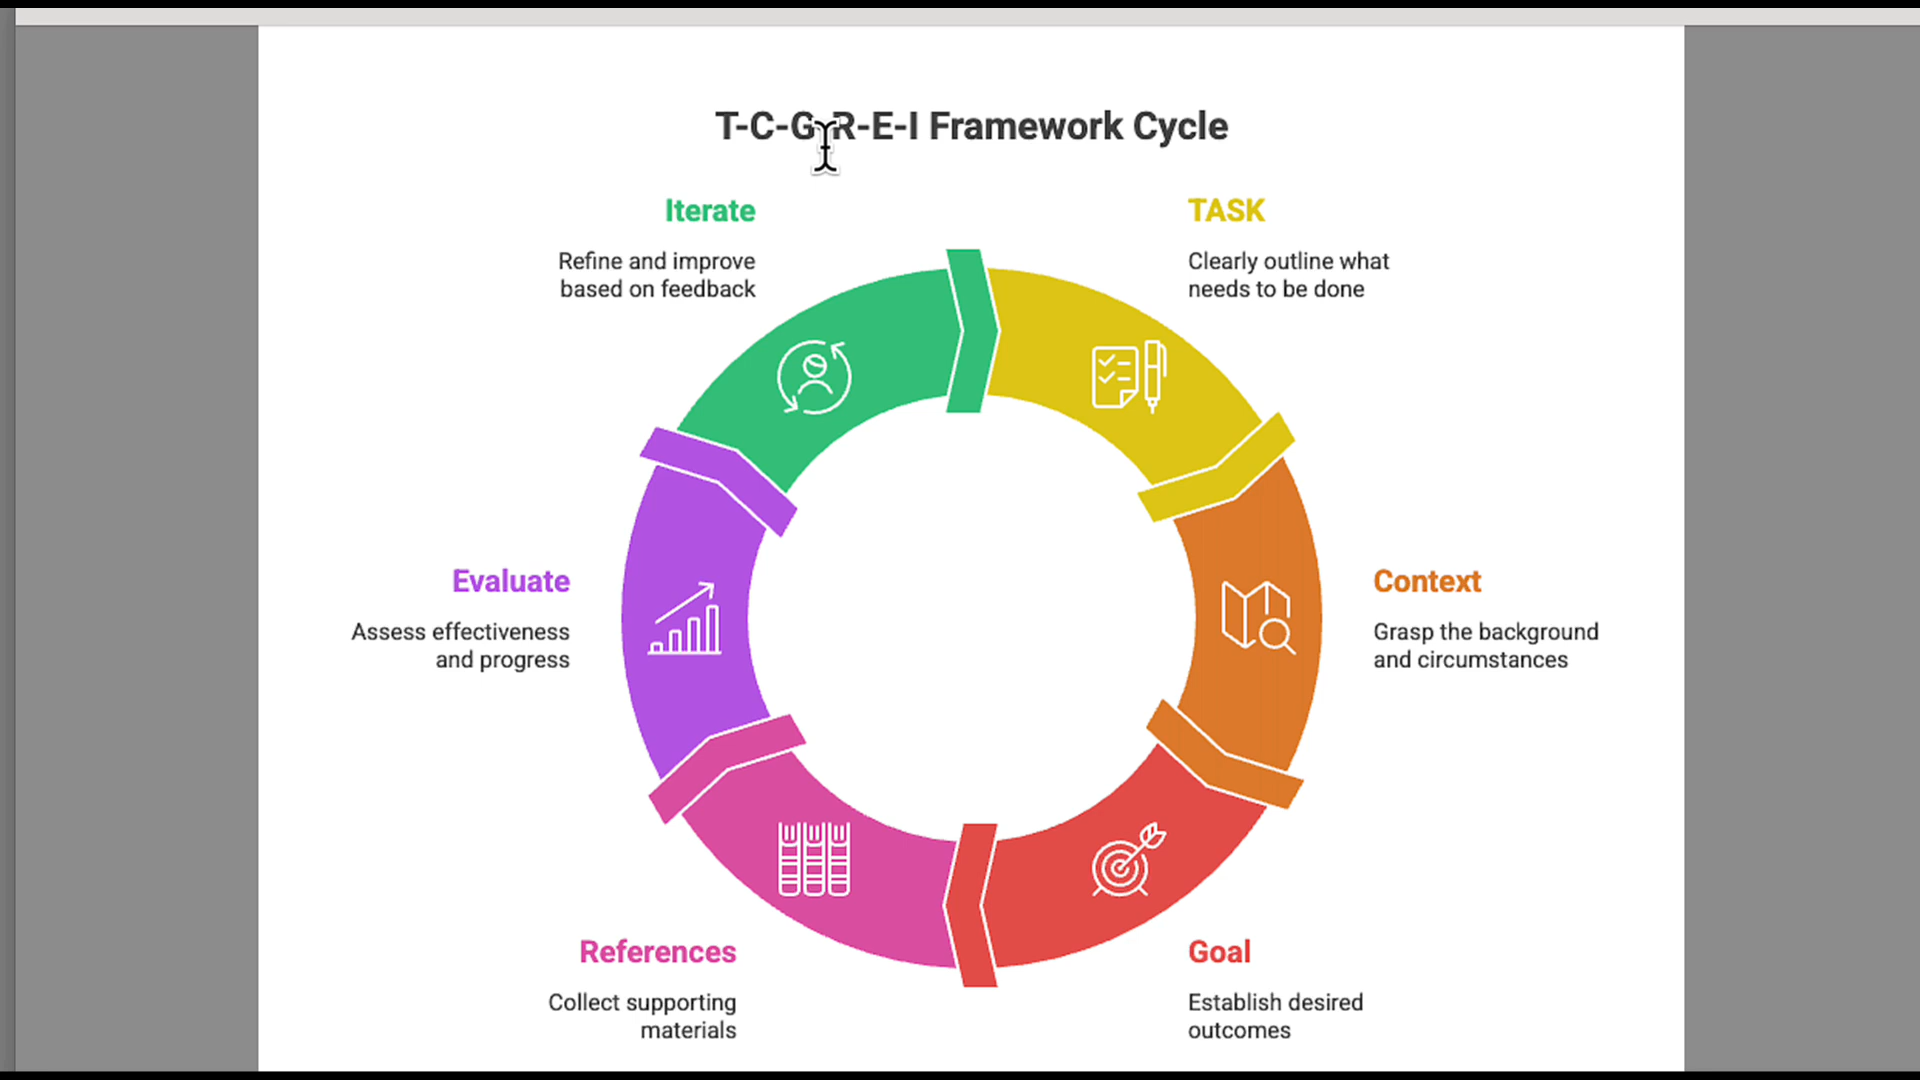 T-C-G-R-E-I Framework Cycle
Iterate
Refine and improve
based on feedback
TASK
Clearly outline what
needs to be done
Evaluate
Assess effectiveness
and progress
Context
Grasp the background
and circumstances
References
Collect supporting
materials
Goal
Establish desired
outcomes